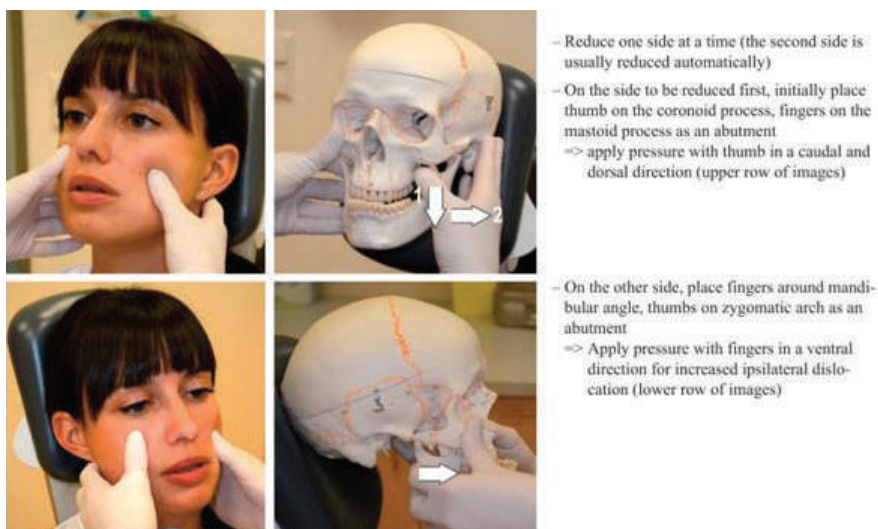 – Reduce one side at a time (the second side is
usually reduced automatically)
– On the side to be reduced first, initially place
thumb on the coronoid process, fingers on the
mastoid process as an abutment
=> apply pressure with thumb in a caudal and
dorsal direction (upper row of images)
1
2
– On the other side, place fingers around mandi-
bular angle, thumbs on zygomatic arch as an
abutment
=> Apply pressure with fingers in a ventral
direction for increased ipsilateral dislo-
cation (lower row of images)